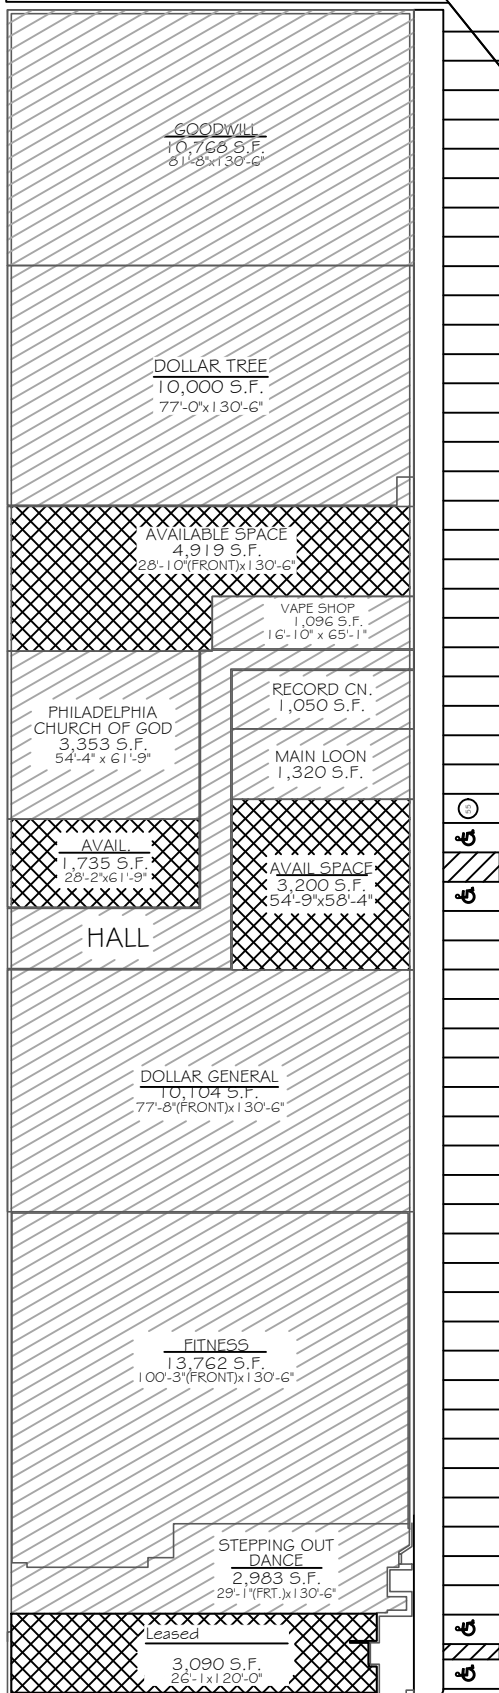 GOODWILL
10,768 S.F.
81'-8"x130'-6"
DOLLAR TREE
10,000 S.F.
77'-0"x130'-6"
AVAILABLE SPACE
4,919 S.F.
28'-10"(FRONT)x130'-6"
VAPE SHOP
1,096 S.F.
16'-10" x 65'-1"
RECORD CN.
1,050 S.F.
PHILADELPHIA
CHURCH OF GOD
3,353 S.F.
54'-4" x 61'-9"
MAIN LOON
1,320 S.F.
55
AVAIL.
1,735 S.F.
28'-2"x61'-9"
AVAIL SPACE
3,200 S.F.
54'-9"x58'-4"
HALL
DOLLAR GENERAL
10,104 S.F.
77'-8"(FRONT)x130'-6"
FITNESS
13,762 S.F.
100'-3"(FRONT)x130'-6"
STEPPING OUT
DANCE
2,983 S.F.
29'-1"(FRT.)x130'-6"
Leased
3,090 S.F.
26'-1x120'-0"